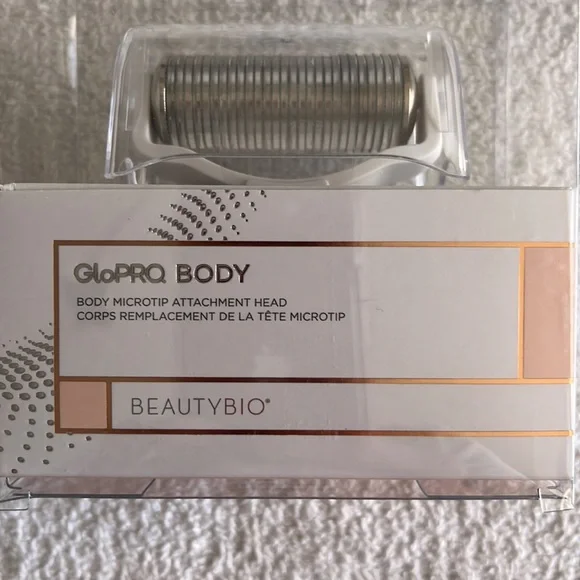 GloPRO BODY
BODY MICROTIP ATTACHMENT HEAD
CORPS REMPLACEMENT DE LA TÊTE MICROTIP
BEAUTYBIO®